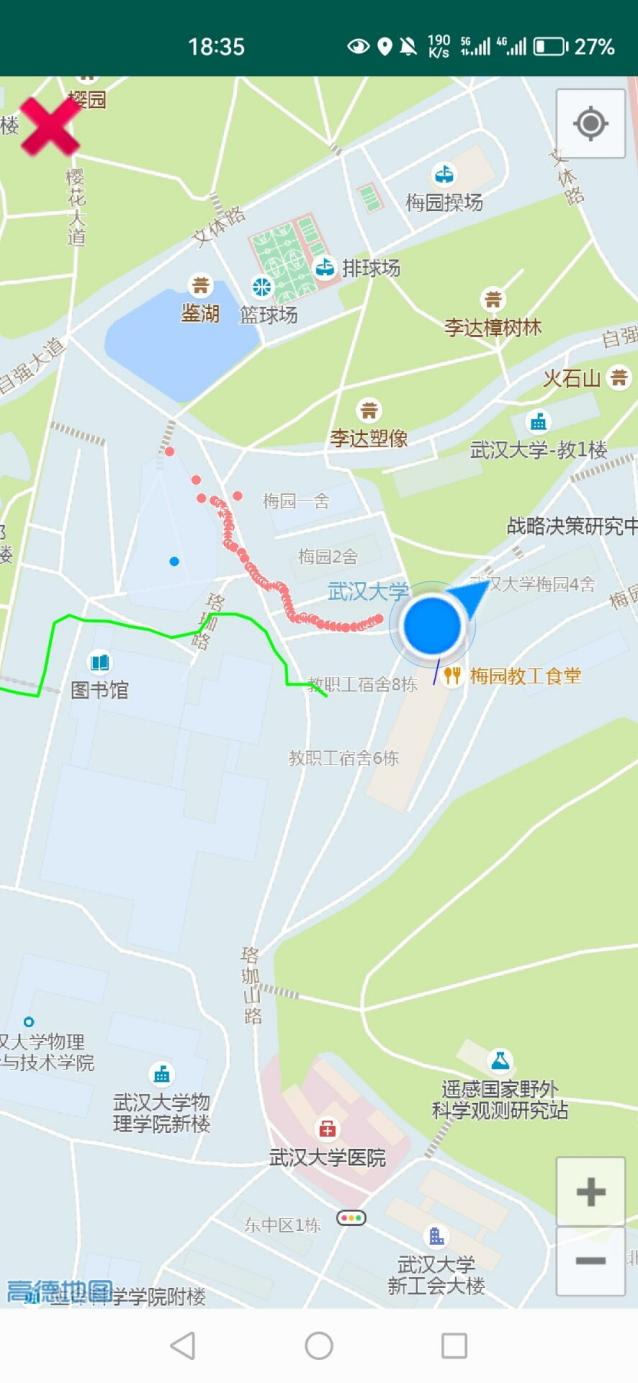 18:35
190
K/s
5G
4G
27%
樱园
楼
樱花大道
文体路
文体路
梅园操场
排球场
鉴湖
篮球场
李达樟树林
自强大道
自强
火石山
李达塑像
武汉大学-教1楼
梅园一舍
战略决策研究中
楼
梅园2舍
武汉大学
武汉大学梅园4舍
梅园
珞珈路
图书馆
教职工宿舍8栋
梅园教工食堂
教职工宿舍6栋
珞珈山路
汉大学物理
与技术学院
武汉大学物
理学院新楼
遥感国家野外
科学观测研究站
武汉大学医院
东中区1栋
武汉大学
新工会大楼
高德地图
学学院附楼